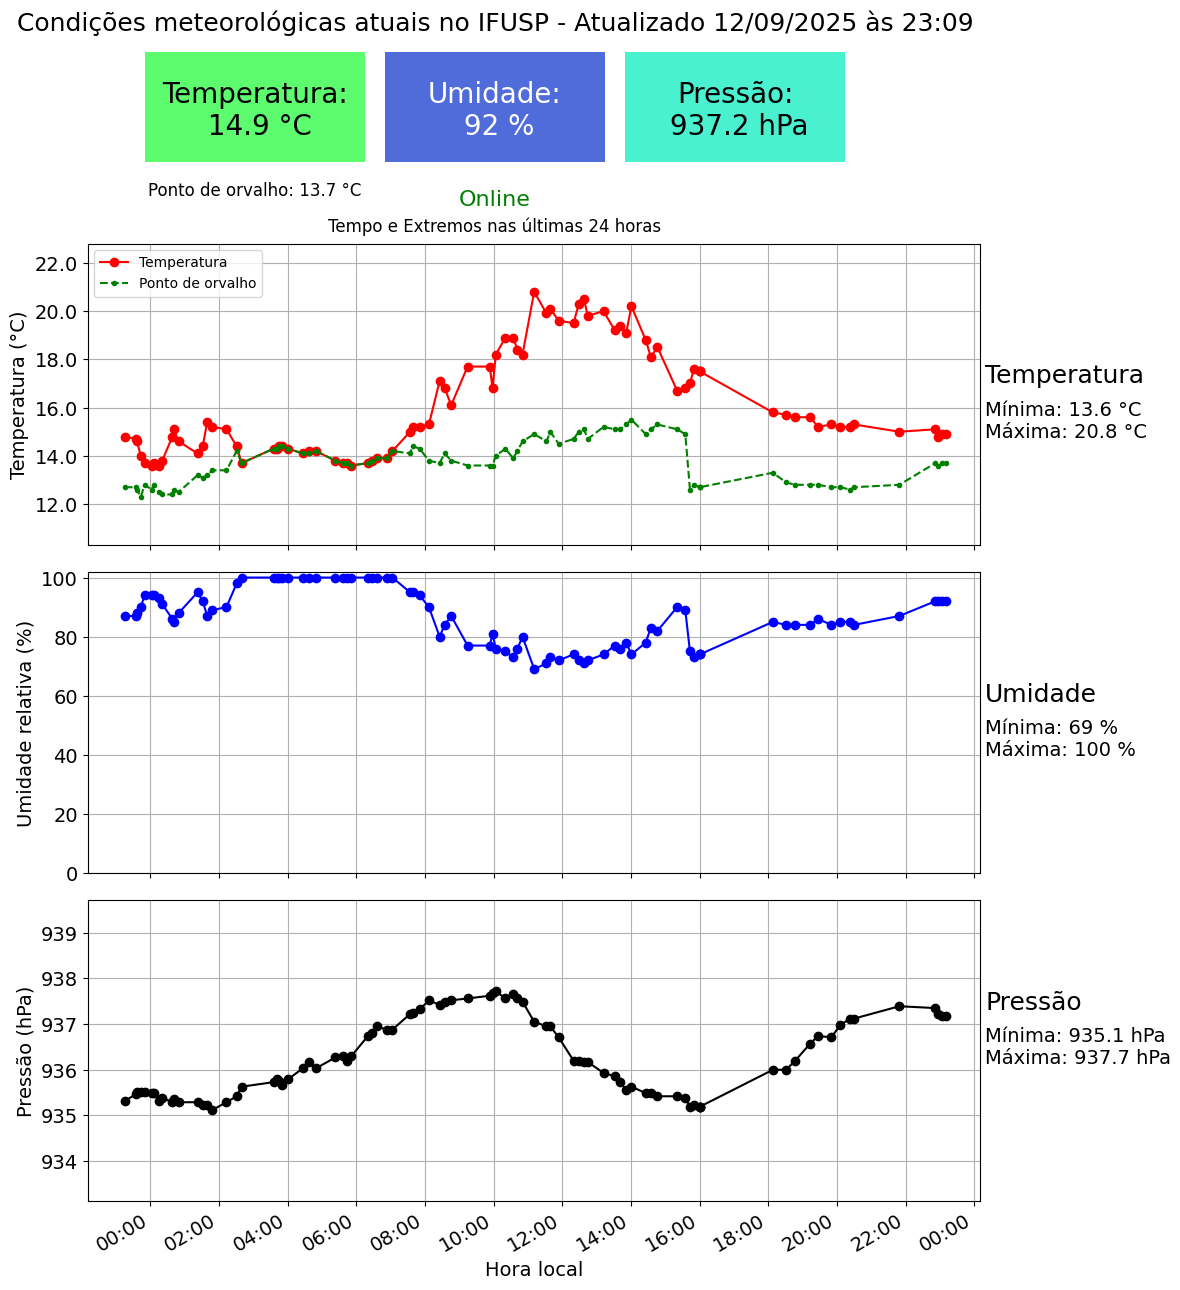 Condições meteorológicas atuais no IFUSP - Atualizado 12/09/2025 às 23:09
Temperatura:
14.9 °C
Umidade:
92 %
Pressão:
937.2 hPa
Ponto de orvalho: 13.7 °C
Online
Tempo e Extremos nas últimas 24 horas
Temperatura
Ponto de orvalho
Temperatura (°C)
22.0
20.0
18.0
16.0
14.0
12.0
Temperatura
Mínima: 13.6 °C
Máxima: 20.8 °C
Umidade relativa (%)
100
80
60
40
20
0
Umidade
Mínima: 69 %
Máxima: 100 %
Pressão (hPa)
939
938
937
936
935
934
Pressão
Mínima: 935.1 hPa
Máxima: 937.7 hPa
00:00 02:00 04:00 06:00 08:00 10:00 12:00 14:00 16:00 18:00 20:00 22:00 00:00
Hora local